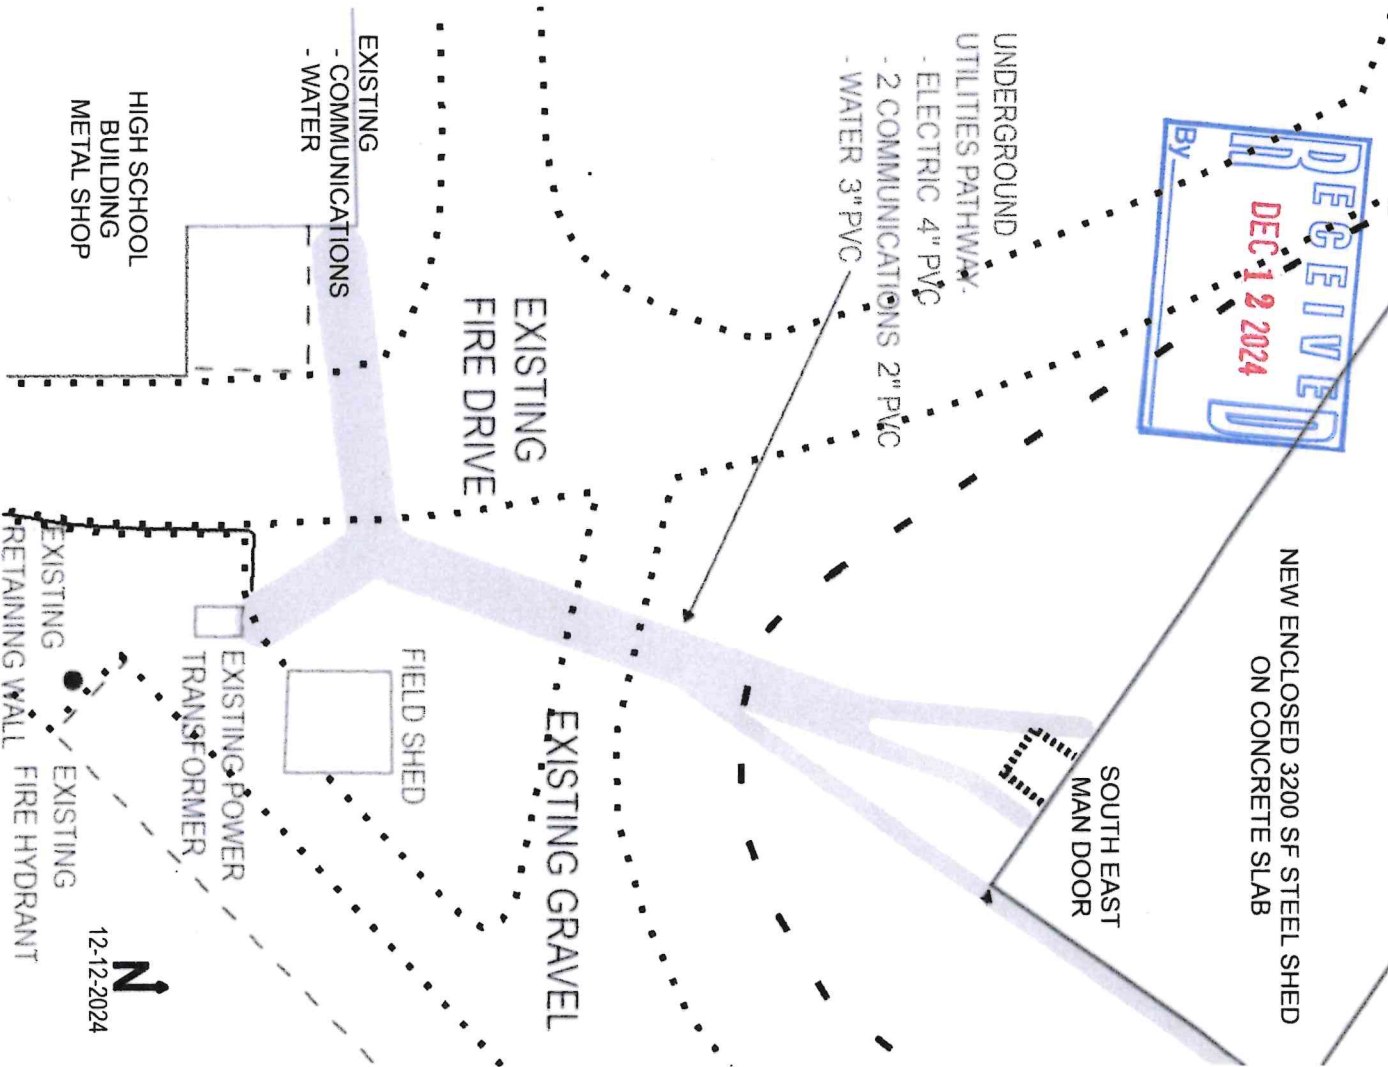 UNDERGROUND
UTILITIES PATHWAY.
- ELECTRIC 4" PVC
- 2 COMMUNICATIONS 2" PVC
- WATER 3" PVC
RECEIVED
DEC 12 2024
By
EXISTING
- COMMUNICATIONS
- WATER
HIGH SCHOOL
BUILDING
METAL SHOP
EXISTING
FIRE DRIVE
NEW ENCLOSED 3200 SF STEEL SHED
ON CONCRETE SLAB
SOUTH EAST
MAN DOOR
EXISTING GRAVEL
FIELD SHED
EXISTING POWER
TRANSFORMER
EXISTING
RETAINING WALL
EXISTING
FIRE HYDRANT
N
12-12-2024